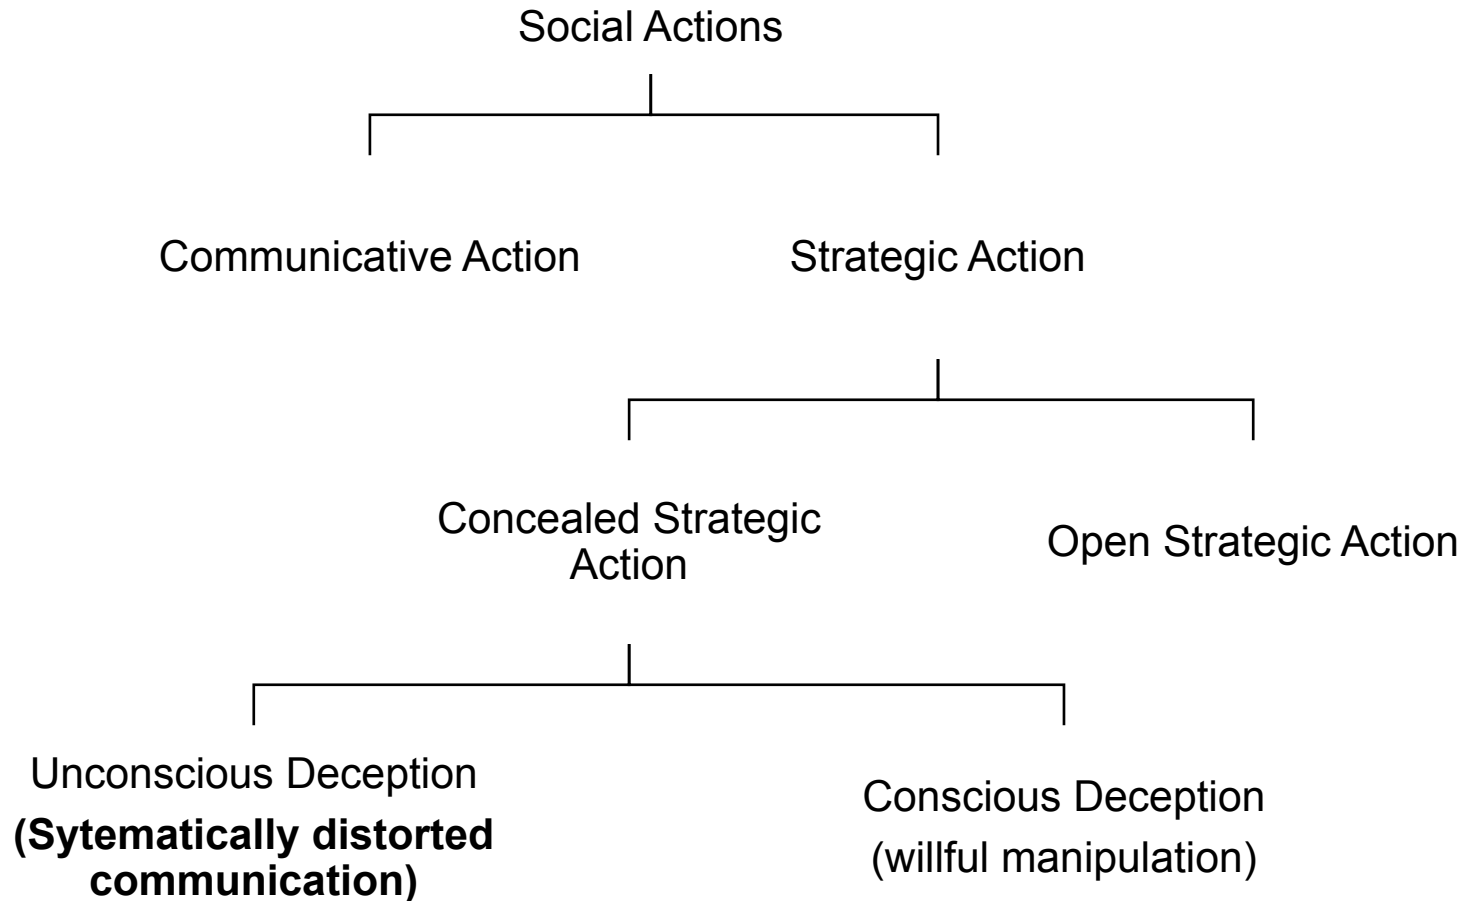 Social Actions
Communicative Action
Strategic Action
Concealed Strategic
Action
Open Strategic Action
Unconscious Deception
(Sytematically distorted
communication)
Conscious Deception
(willful manipulation)